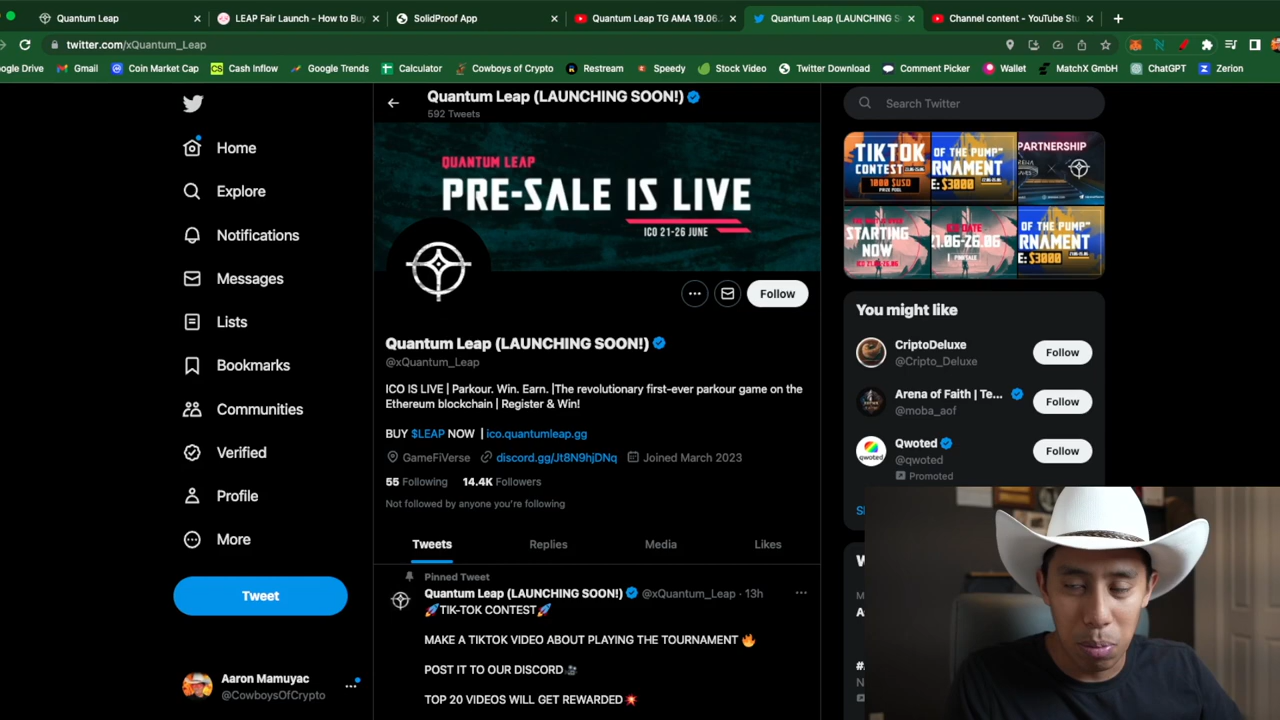 Quantum Leap
LEAP Fair Launch - How to Buy
SolidProof App
Quantum Leap TG AMA 19.06.
Quantum Leap (LAUNCHING SOON!)
Channel content - YouTube Stu
twitter.com/xQuantum_Leap
ogle Drive
Gmail
Coin Market Cap
Cash Inflow
Google Trends
Calculator
Cowboys of Crypto
Restream
Speedy
Stock Video
Twitter Download
Comment Picker
Wallet
MatchX GmbH
ChatGPT
Zerion
Home
Explore
Notifications
Messages
Lists
Bookmarks
Communities
Verified
Profile
More
Tweet
Aaron Mamuyac
@CowboysOfCrypto
Quantum Leap (LAUNCHING SOON!)
592 Tweets
QUANTUM LEAP
PRE-SALE IS LIVE
ICO 21-26 JUNE
Follow
Quantum Leap (LAUNCHING SOON!)
@xQuantum_Leap
ICO IS LIVE | Parkour. Win. Earn. |The revolutionary first-ever parkour game on the
Ethereum blockchain | Register & Win!
BUY $LEAP NOW | ico.quantumleap.gg
GameFiVerse discord.gg/Jt8N9hjDNq Joined March 2023
55 Following 14.4K Followers
Not followed by anyone you're following
Tweets Replies Media Likes
Pinned Tweet
Quantum Leap (LAUNCHING SOON!) @xQuantum_Leap · 13h
🚀TIK-TOK CONTEST🚀
MAKE A TIKTOK VIDEO ABOUT PLAYING THE TOURNAMENT 🔥
POST IT TO OUR DISCORD🎥
TOP 20 VIDEOS WILL GET REWARDED💥
Search Twitter
TIKTOK
CONTEST
1000 $USD
PRIZE POOL
OF THE PUMP"
RNAMENT
E: $3000
PARTNERSHIP
STARTING
NOW
ICO 21.06-26.06
ICO DATE
21.06-26.06
PRESALE
OF THE PUMP"
RNAMENT
E: $3000
You might like
CriptoDeluxe
@Cripto_Deluxe
Follow
Arena of Faith | Te...
@moba_aof
Follow
Qwoted
@qwoted
Promoted
Follow